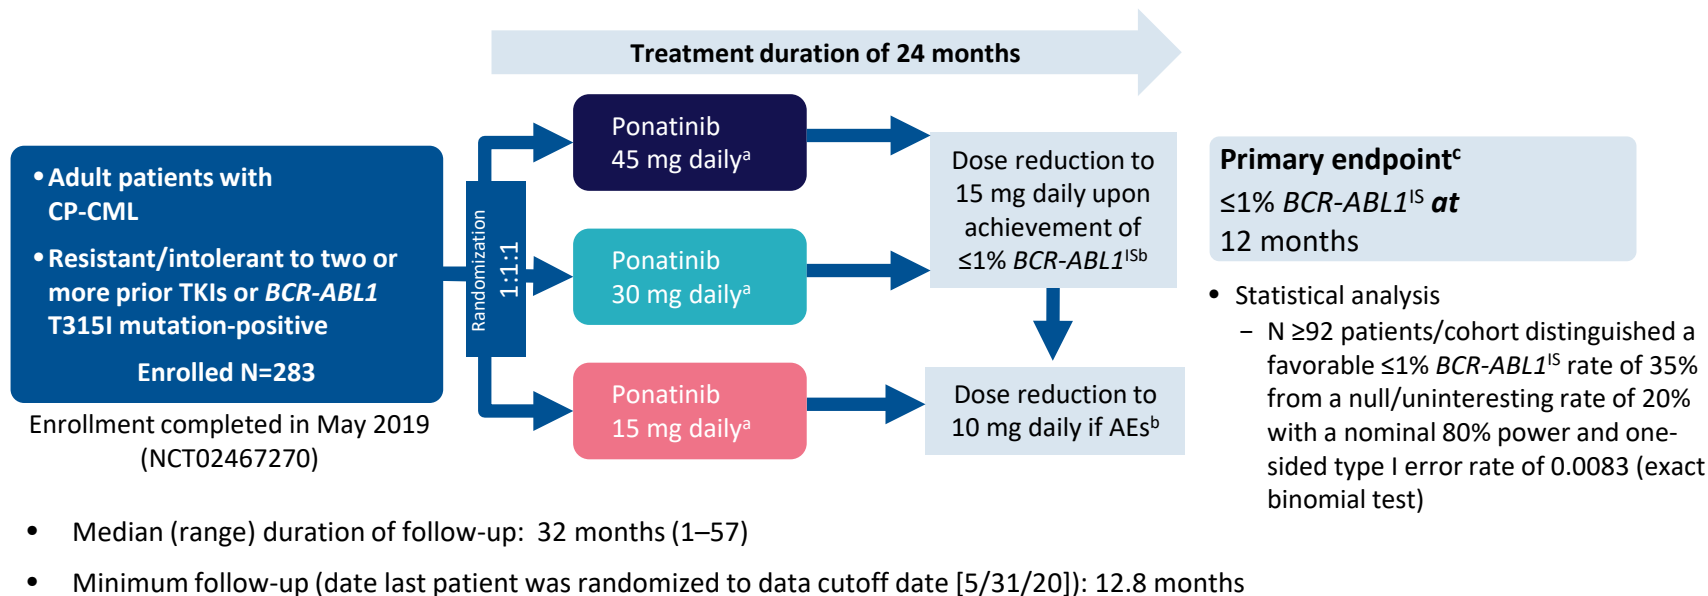 Treatment duration of 24 months
• Adult patients with
CP-CML
• Resistant/intolerant to two or
more prior TKIs or BCR-ABL1
T315I mutation-positive
Enrolled N=283
Enrollment completed in May 2019
(NCT02467270)
Randomization
1:1:1
Ponatinib
45 mg dailyᵃ
Ponatinib
30 mg dailyᵃ
Ponatinib
15 mg dailyᵃ
Dose reduction to
15 mg daily upon
achievement of
≤1% BCR-ABL1ᴵˢᵇ
Dose reduction to
10 mg daily if AEsᵇ
Primary endpointᶜ
≤1% BCR-ABL1ᴵˢ at
12 months
• Statistical analysis
– N ≥92 patients/cohort distinguished a
favorable ≤1% BCR-ABL1ᴵˢ rate of 35%
from a null/uninteresting rate of 20%
with a nominal 80% power and one-
sided type I error rate of 0.0083 (exact
binomial test)
• Median (range) duration of follow-up: 32 months (1–57)
• Minimum follow-up (date last patient was randomized to data cutoff date [5/31/20]): 12.8 months